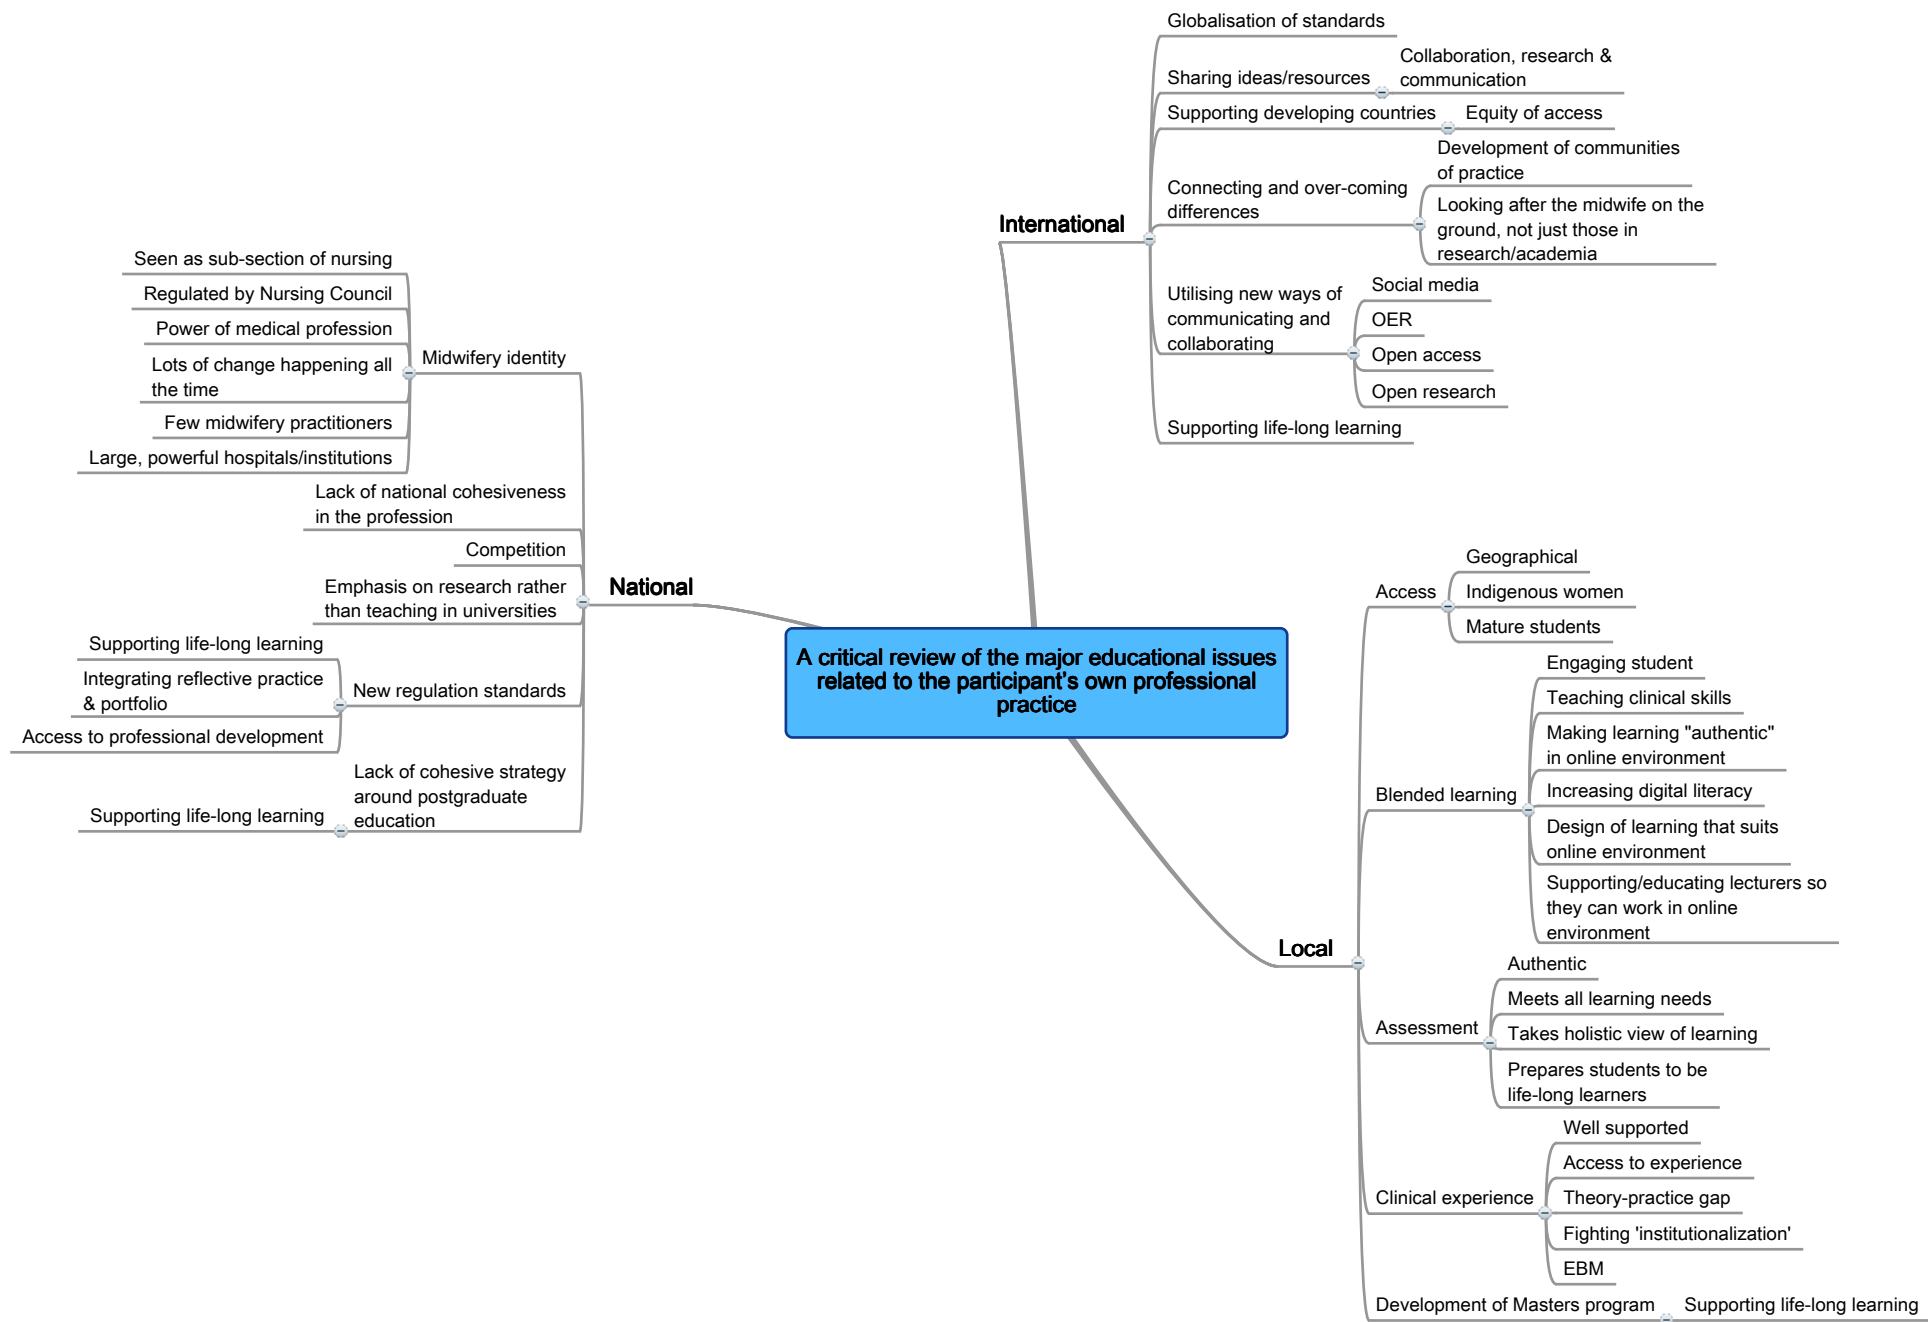 A critical review of the major educational issues
related to the participant's own professional
practice
International
Globalisation of standards
Sharing ideas/resources
Collaboration, research &
communication
Supporting developing countries
Equity of access
Connecting and over-coming
differences
Development of communities
of practice
Looking after the midwife on the
ground, not just those in
research/academia
Utilising new ways of
communicating and
collaborating
Social media
OER
Open access
Open research
Supporting life-long learning
National
Midwifery identity
Seen as sub-section of nursing
Regulated by Nursing Council
Power of medical profession
Lots of change happening all
the time
Few midwifery practitioners
Large, powerful hospitals/institutions
Lack of national cohesiveness
in the profession
Competition
Emphasis on research rather
than teaching in universities
New regulation standards
Supporting life-long learning
Integrating reflective practice
& portfolio
Access to professional development
Lack of cohesive strategy
around postgraduate
education
Supporting life-long learning
Local
Access
Geographical
Indigenous women
Mature students
Blended learning
Engaging student
Teaching clinical skills
Making learning "authentic"
in online environment
Increasing digital literacy
Design of learning that suits
online environment
Supporting/educating lecturers so
they can work in online
environment
Assessment
Authentic
Meets all learning needs
Takes holistic view of learning
Prepares students to be
life-long learners
Clinical experience
Well supported
Access to experience
Theory-practice gap
Fighting 'institutionalization'
EBM
Development of Masters program
Supporting life-long learning